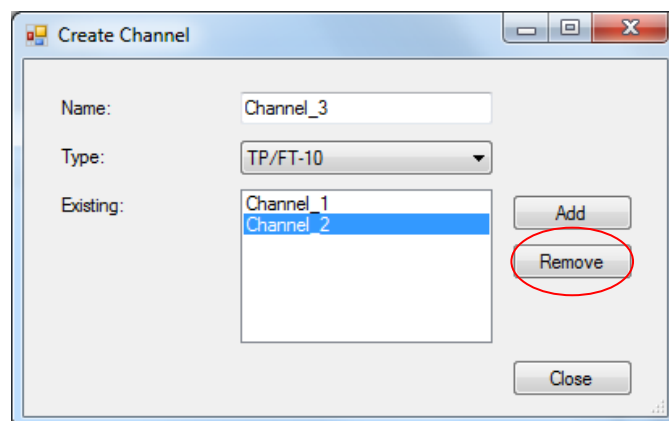 Create Channel
Name:
Channel_3
Type:
TP/FT-10
Existing:
Channel_1
Channel_2
Add
Remove
Close